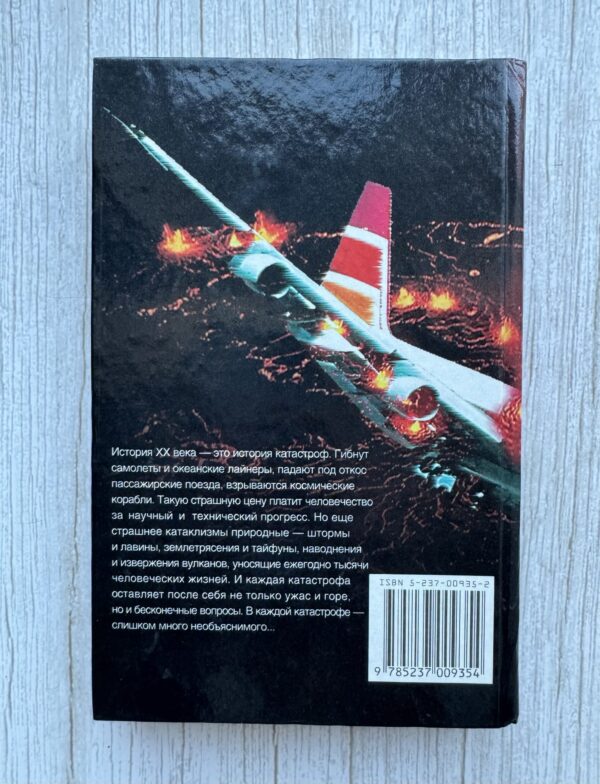 История XX века — это история катастроф. Гибнут
самолеты и океанские лайнеры, падают под откос
пассажирские поезда, взрываются космические
корабли. Такую страшную цену платит человечество
за научный и технический прогресс. Но еще
страшнее катаклизмы природные — штормы
и лавины, землетрясения и тайфуны, наводнения
и извержения вулканов, уносящие ежегодно тысячи
человеческих жизней. И каждая катастрофа
оставляет после себя не только ужас и горе,
но и бесконечные вопросы. В каждой катастрофе —
слишком много необъяснимого...
ISBN 5-237-00935-2
9 785237 009354